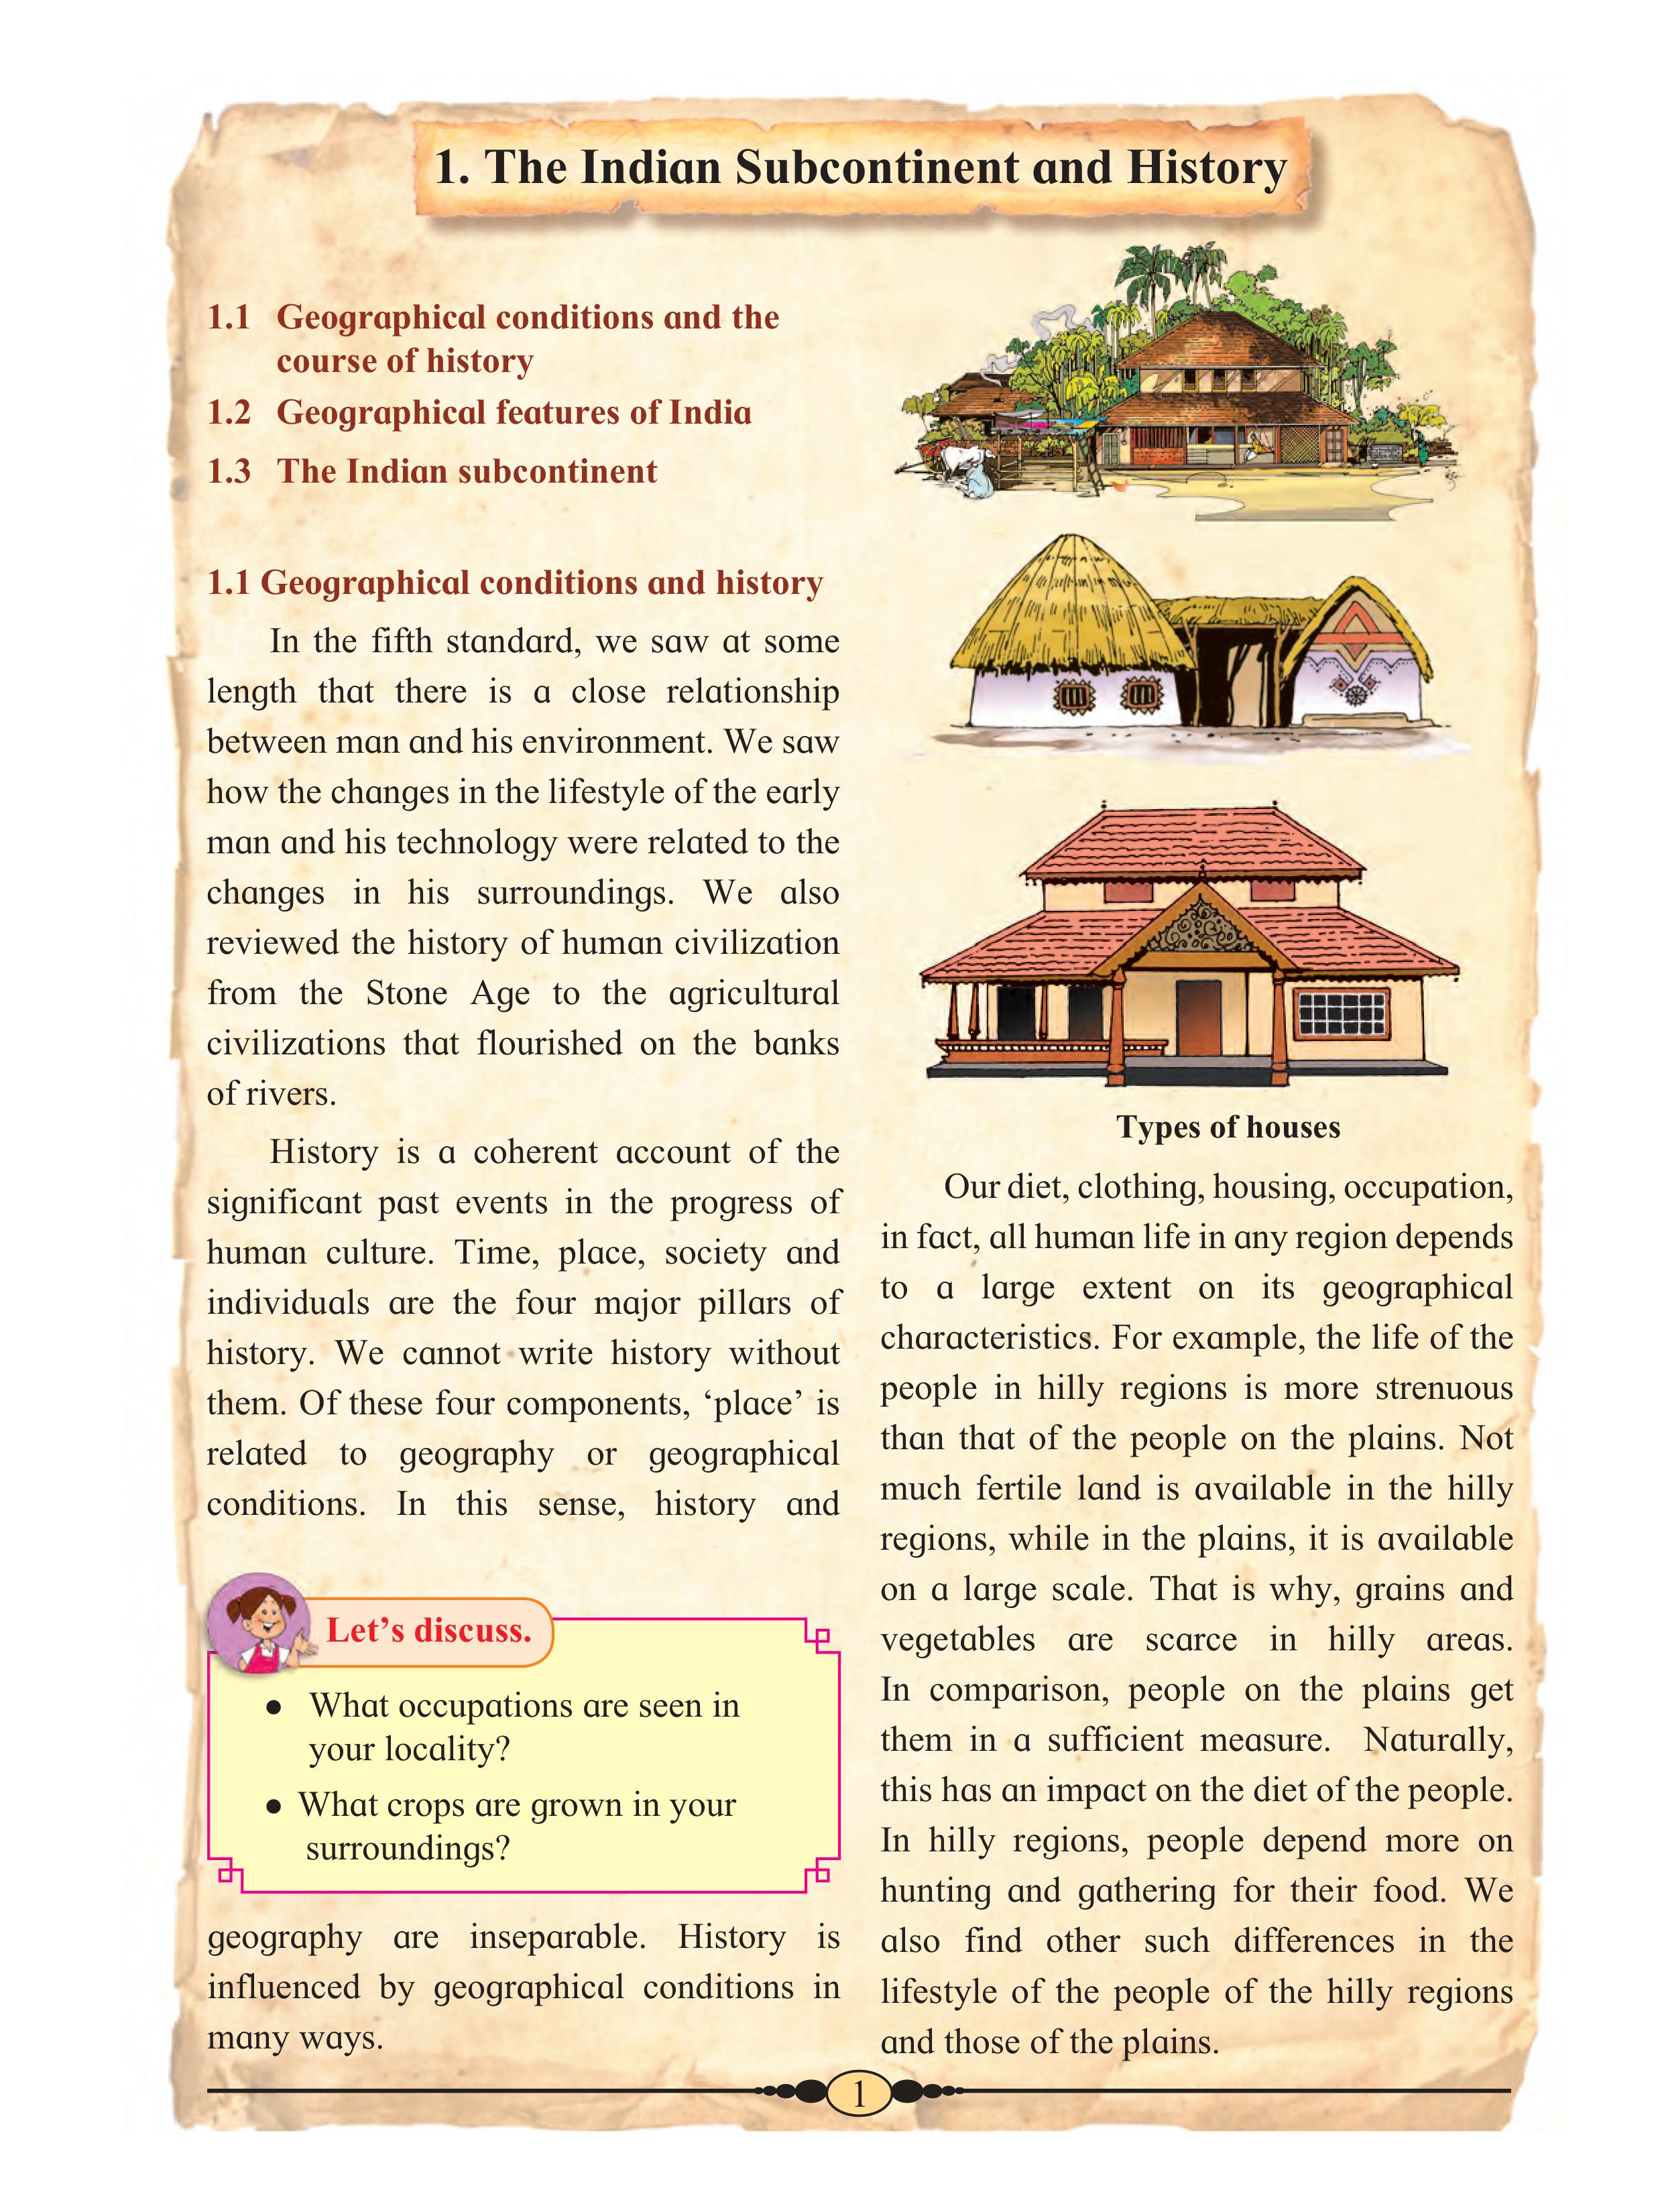 1. The Indian Subcontinent and History
1.1 Geographical conditions and the
course of history
1.2 Geographical features of India
1.3 The Indian subcontinent
1.1 Geographical conditions and history
In the fifth standard, we saw at some
length that there is a close relationship
between man and his environment. We saw
how the changes in the lifestyle of the early
man and his technology were related to the
changes in his surroundings. We also
reviewed the history of human civilization
from the Stone Age to the agricultural
civilizations that flourished on the banks
of rivers.
History is a coherent account of the
significant past events in the progress of
human culture. Time, place, society and
individuals are the four major pillars of
history. We cannot write history without
them. Of these four components, ‘place’ is
related to geography or geographical
conditions. In this sense, history and
Let’s discuss.
● What occupations are seen in
your locality?
● What crops are grown in your
surroundings?
geography are inseparable. History is
influenced by geographical conditions in
many ways.
Types of houses
Our diet, clothing, housing, occupation,
in fact, all human life in any region depends
to a large extent on its geographical
characteristics. For example, the life of the
people in hilly regions is more strenuous
than that of the people on the plains. Not
much fertile land is available in the hilly
regions, while in the plains, it is available
on a large scale. That is why, grains and
vegetables are scarce in hilly areas.
In comparison, people on the plains get
them in a sufficient measure. Naturally,
this has an impact on the diet of the people.
In hilly regions, people depend more on
hunting and gathering for their food. We
also find other such differences in the
lifestyle of the people of the hilly regions
and those of the plains.
1